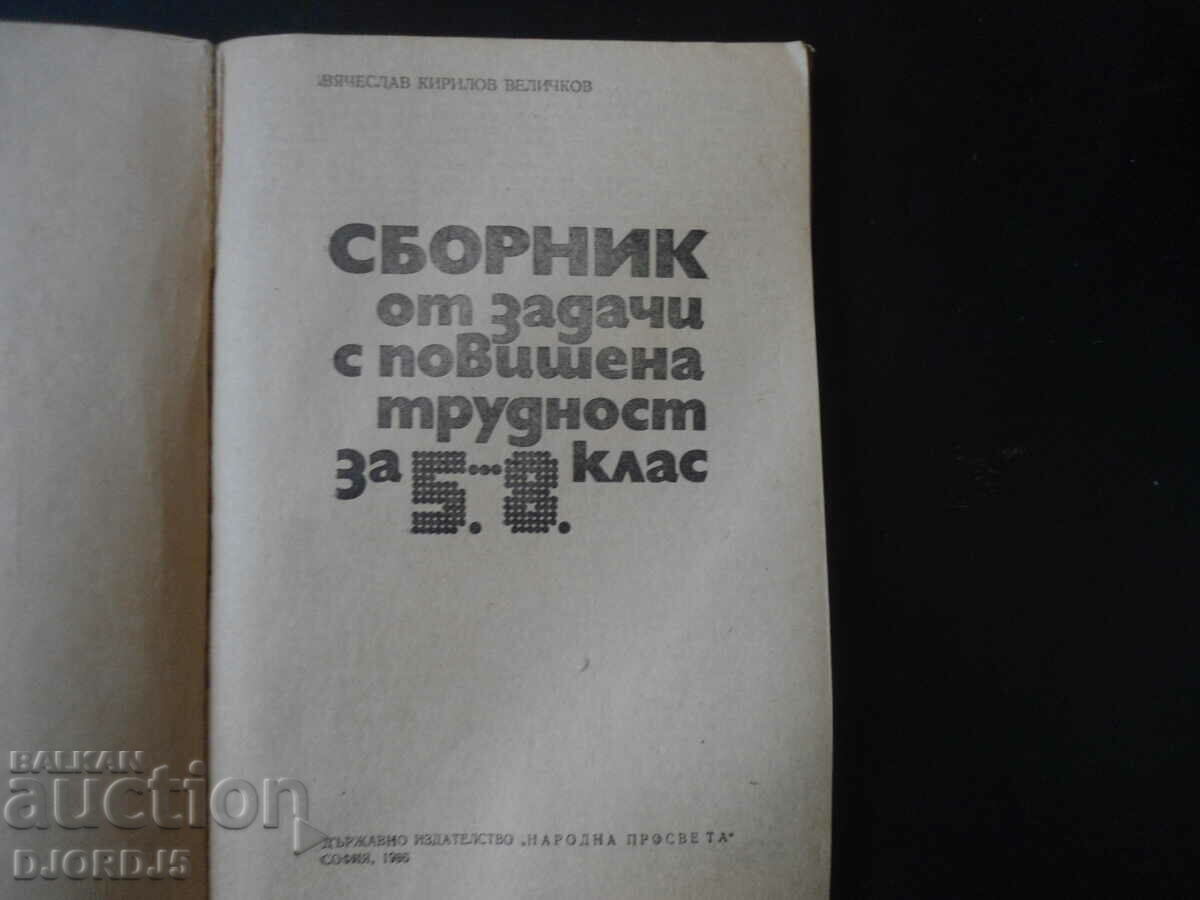 ВЯЧЕСЛАВ КИРИЛОВ ВЕЛИЧКОВ
СБОРНИК
от задачи
с повишена
трудност
за 5.—8. клас
ДЪРЖАВНО ИЗДАТЕЛСТВО „НАРОДНА ПРОСВЕТА“
СОФИЯ,
BALKAN
auction
DJORDJ5